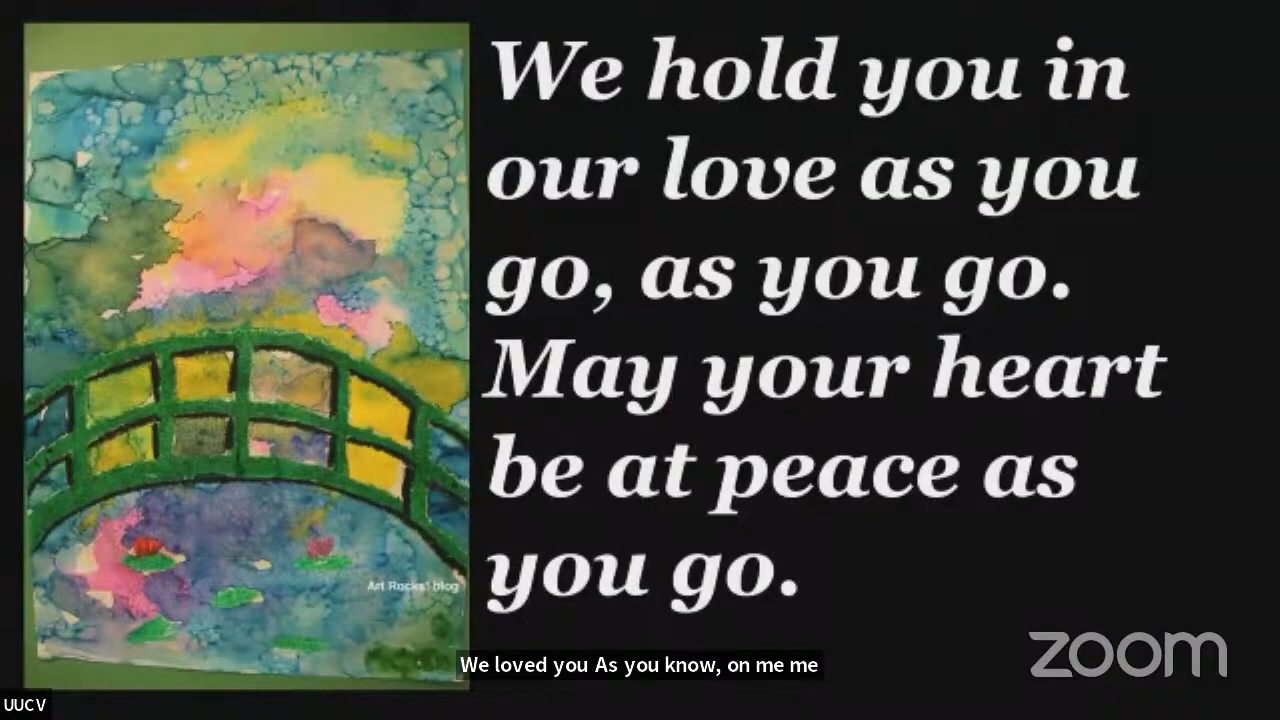 We hold you in
our love as you
go, as you go.
May your heart
be at peace as
you go.
Art Rocks! blog
We loved you As you know, on me me
zoom
UUCV